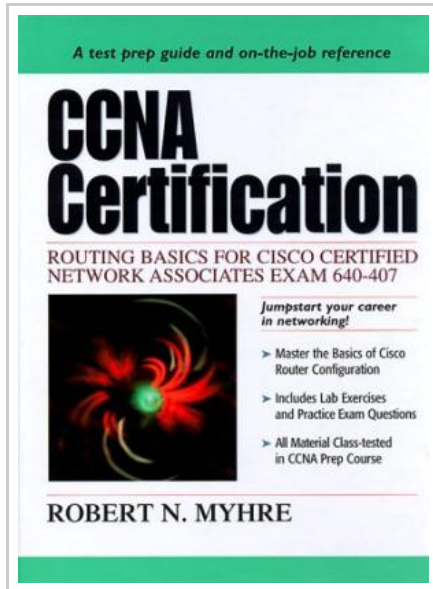 A test prep guide and on-the-job reference
CCNA
Certification
ROUTING BASICS FOR CISCO CERTIFIED
NETWORK ASSOCIATES EXAM 640-407
Jumpstart your career
in networking!
➤ Master the Basics of Cisco
Router Configuration
➤ Includes Lab Exercises
and Practice Exam Questions
➤ All Material Class-tested
in CCNA Prep Course
ROBERT N. MYHRE